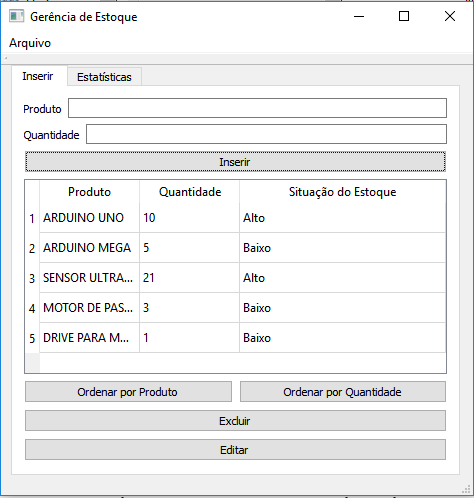 Gerência de Estoque
Arquivo
Inserir Estatísticas
Produto
Quantidade
Inserir
Produto Quantidade Situação do Estoque
1 ARDUINO UNO 10 Alto
2 ARDUINO MEGA 5 Baixo
3 SENSOR ULTRA... 21 Alto
4 MOTOR DE PAS... 3 Baixo
5 DRIVE PARA M... 1 Baixo
Ordenar por Produto Ordenar por Quantidade
Excluir
Editar